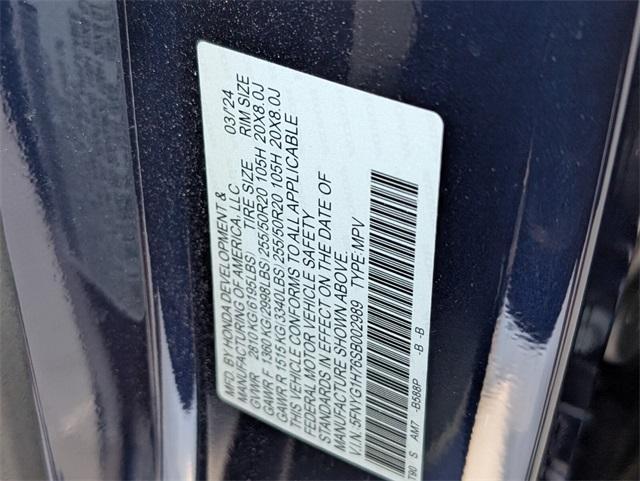 MFD. BY HONDA DEVELOPMENT &
MANUFACTURING OF AMERICA, LLC 03/24
GVWR 2810KG(6195LBS) TIRE SIZE RIM SIZE
GAWR F 1360KG(2998LBS) 255/50R20 105H 20X8.0J
GAWR R 1515KG(3340LBS) 255/50R20 105H 20X8.0J
THIS VEHICLE CONFORMS TO ALL APPLICABLE
FEDERAL MOTOR VEHICLE SAFETY
STANDARDS IN EFFECT ON THE DATE OF
MANUFACTURE SHOWN ABOVE.
V.I.N. 5FNYG1H76SB002989 TYPE:MPV
T90 S AM7 -B588P -B -B